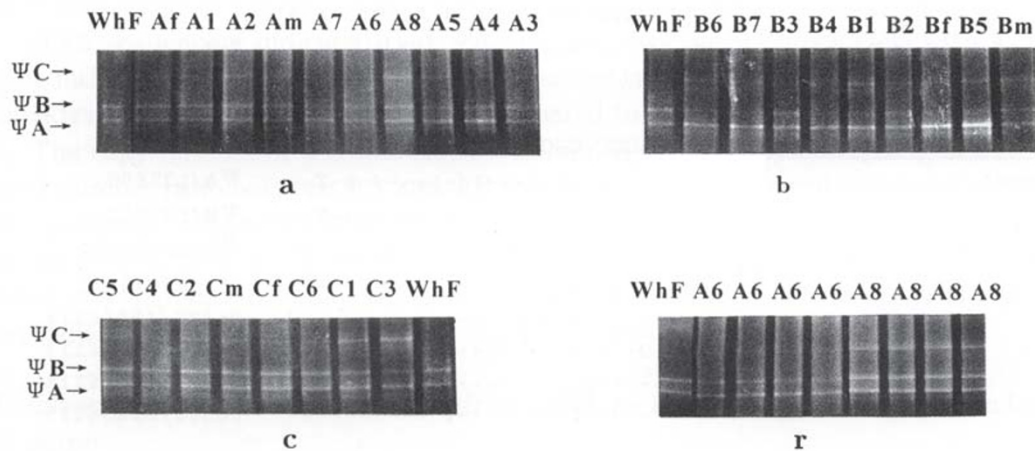 WhF Af A1 A2 Am A7 A6 A8 A5 A4 A3
ΨC→
ΨB→
ΨA→
a
WhF B6 B7 B3 B4 B1 B2 Bf B5 Bm
b
C5 C4 C2 Cm Cf C6 C1 C3 WhF
ΨC→
ΨB→
ΨA→
c
WhF A6 A6 A6 A6 A8 A8 A8 A8
r